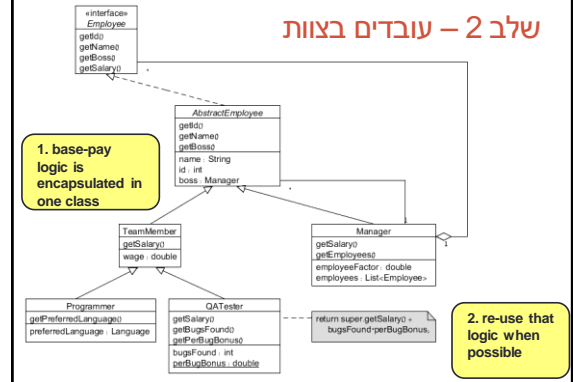 שלב 2 – עובדים בצוות
«interface»
Employee
getId()
getName()
getBoss()
getSalary()
*
AbstractEmployee
getId()
getName()
getBoss()
name : String
id : int
boss : Manager
*
1
1. base-pay
logic is
encapsulated in
one class
TeamMember
getSalary()
wage : double
Manager
getSalary()
getEmployees()
employeeFactor : double
employees : List<Employee>
1
Programmer
getPreferredLanguage()
preferredLanguage : Language
QATester
getSalary()
getBugsFound()
getPerBugBonus()
bugsFound : int
perBugBonus : double
return super.getSalary() +
bugsFound*perBugBonus;
2. re-use that
logic when
possible